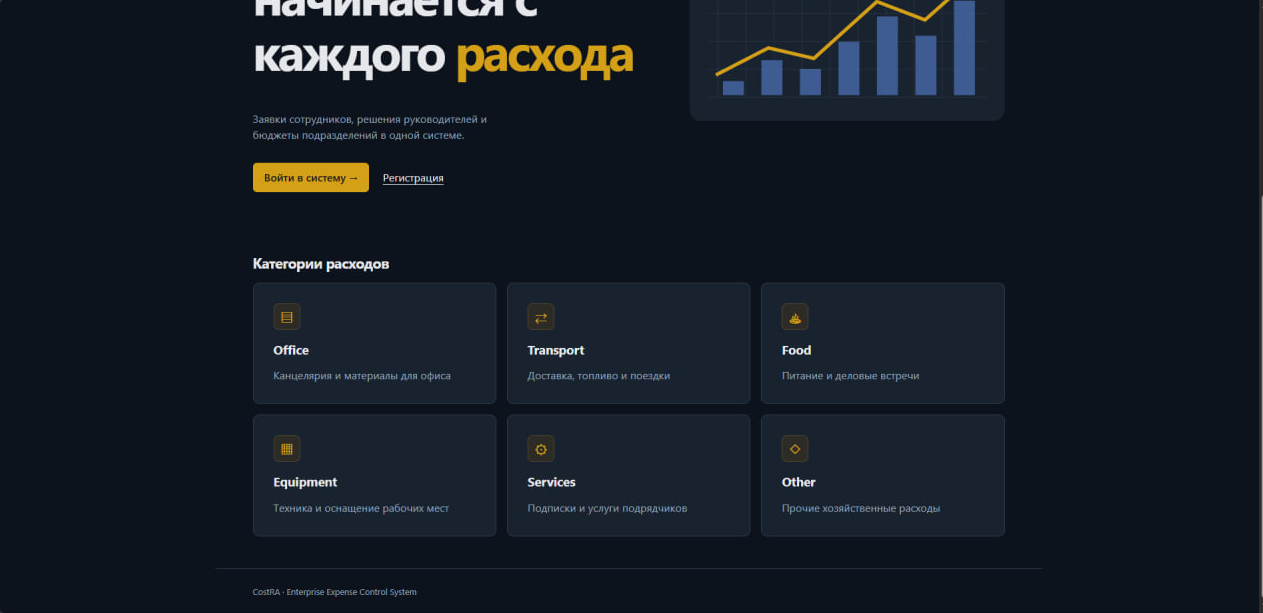 начинается с
каждого расхода
Заявки сотрудников, решения руководителей и
бюджеты подразделений в одной системе.
Войти в систему →
Регистрация
Категории расходов
Office
Канцелярия и материалы для офиса
Transport
Доставка, топливо и поездки
Food
Питание и деловые встречи
Equipment
Техника и оснащение рабочих мест
Services
Подписки и услуги подрядчиков
Other
Прочие хозяйственные расходы
CostRA · Enterprise Expense Control System